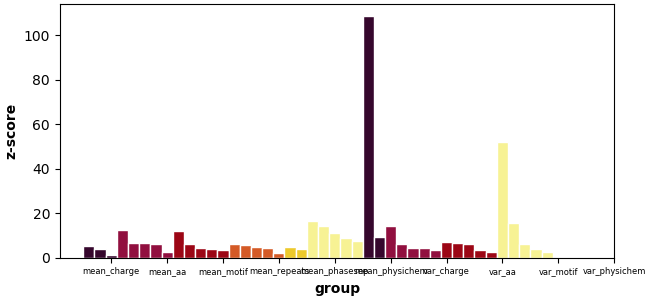 100
80
60
40
20
0
z-score
mean_charge mean_aa mean_motif mean_repeats mean_phasesep mean_physichem var_charge var_aa var_motif var_physichem
group